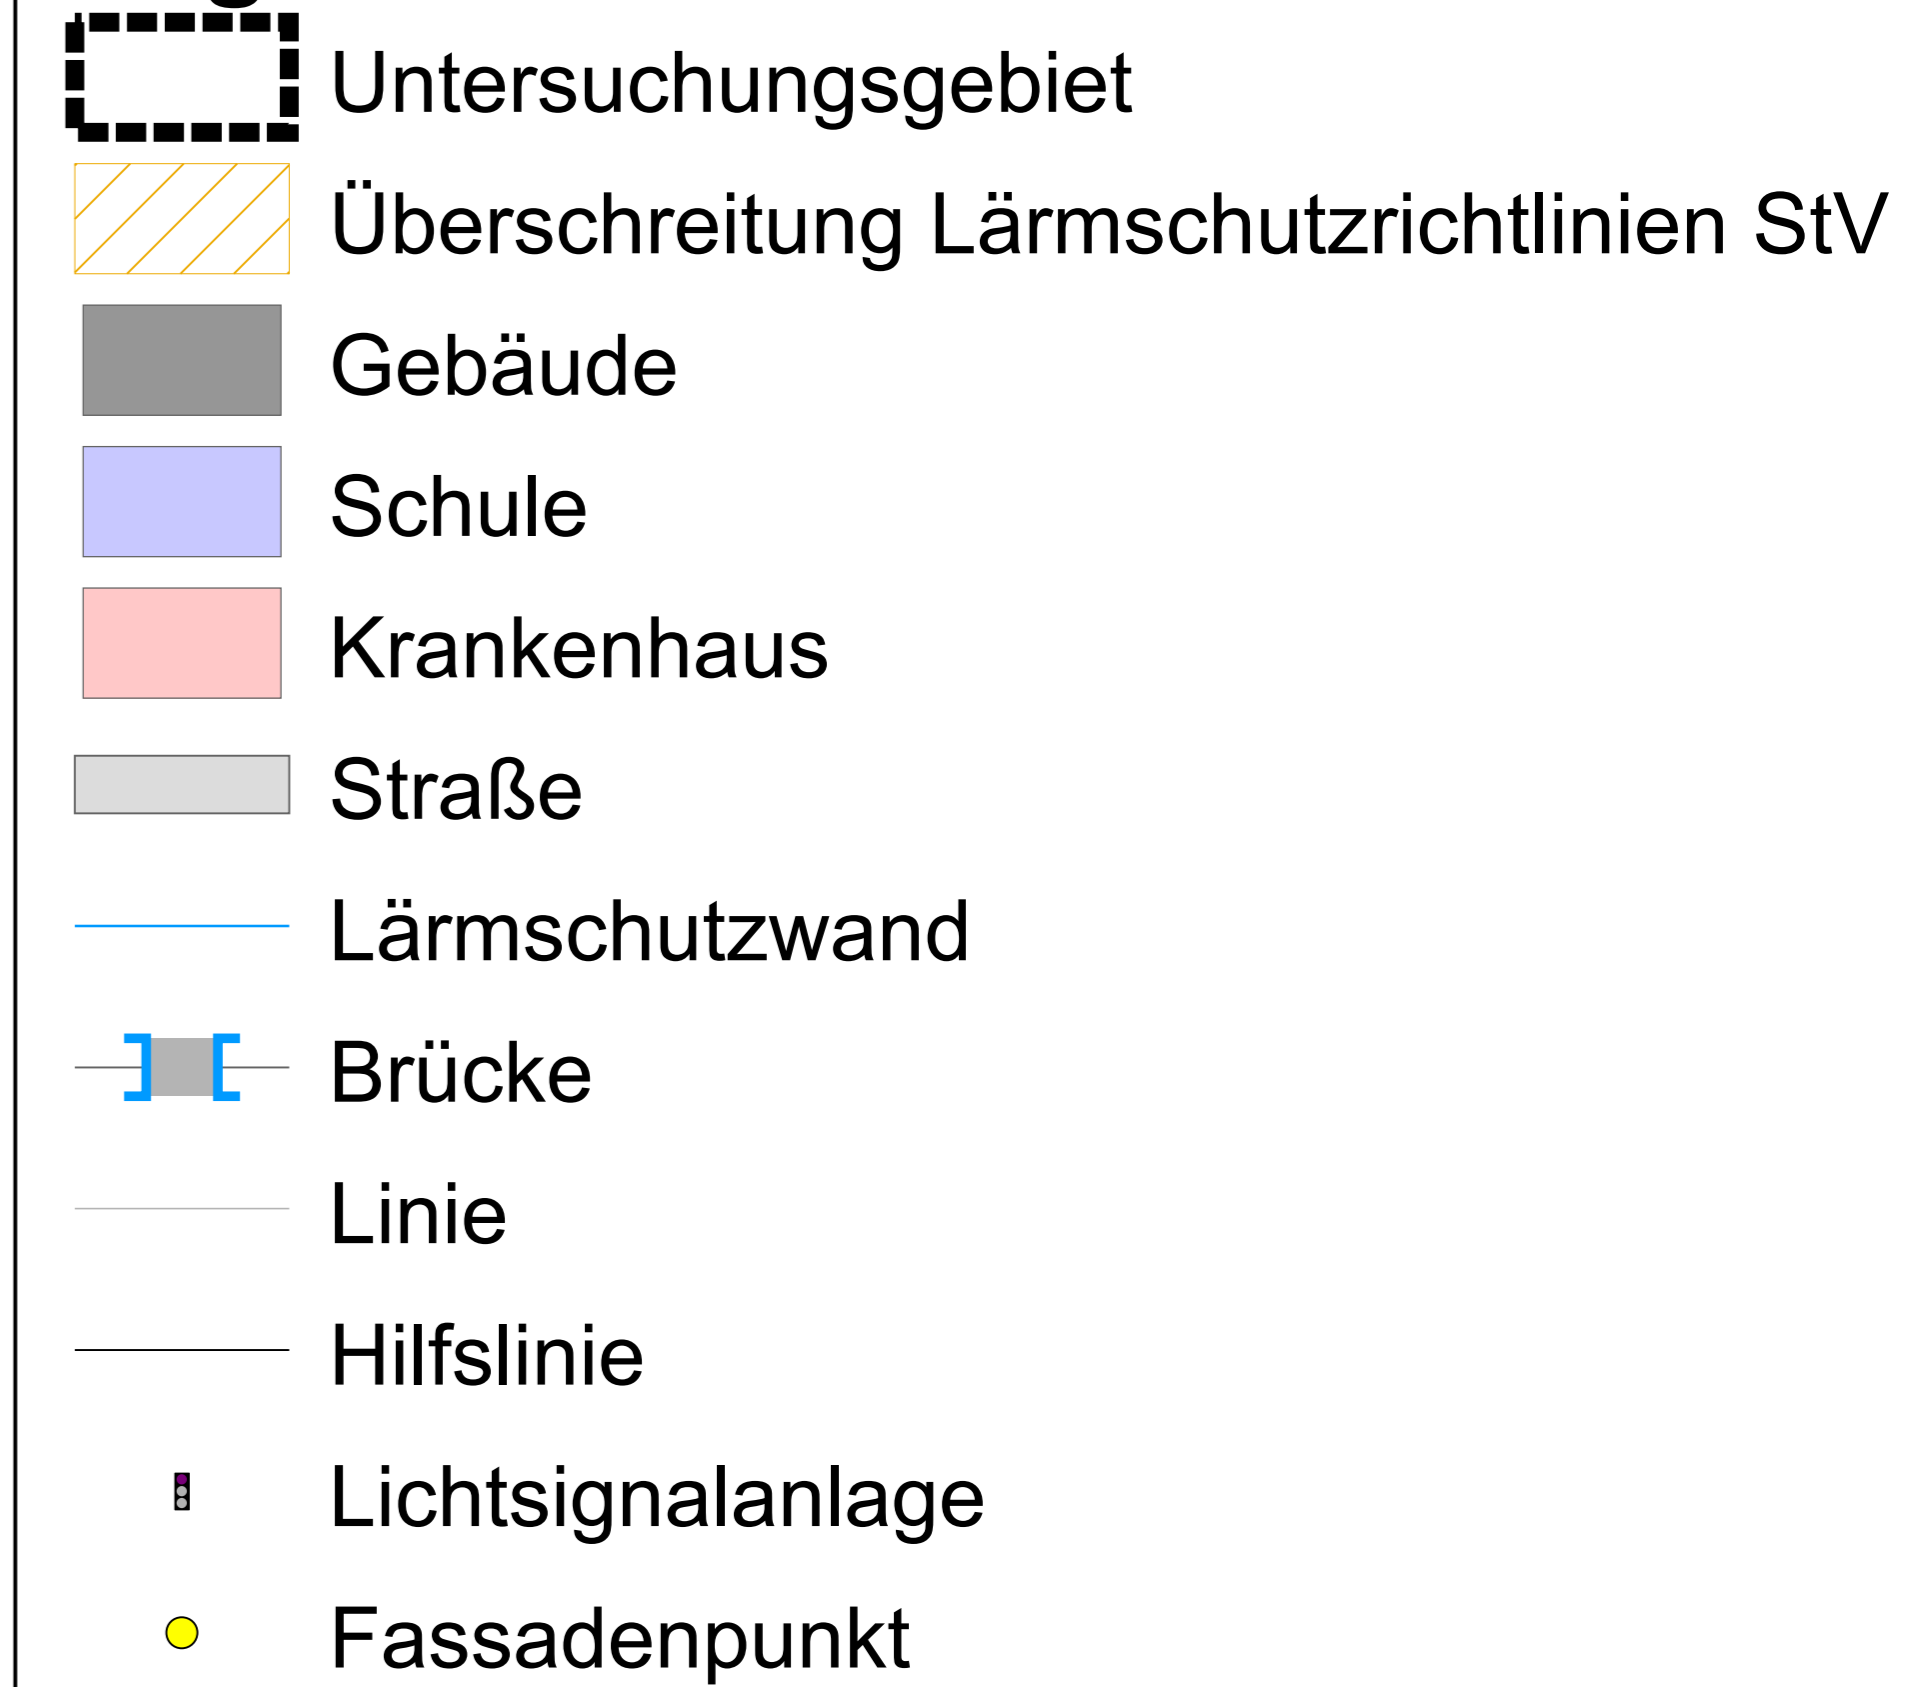 Untersuchungsgebiet
Überschreitung Lärmschutzrichtlinien StV
Gebäude
Schule
Krankenhaus
Straße
Lärmschutzwand
Brücke
Linie
Hilfslinie
Lichtsignalanlage
Fassadenpunkt